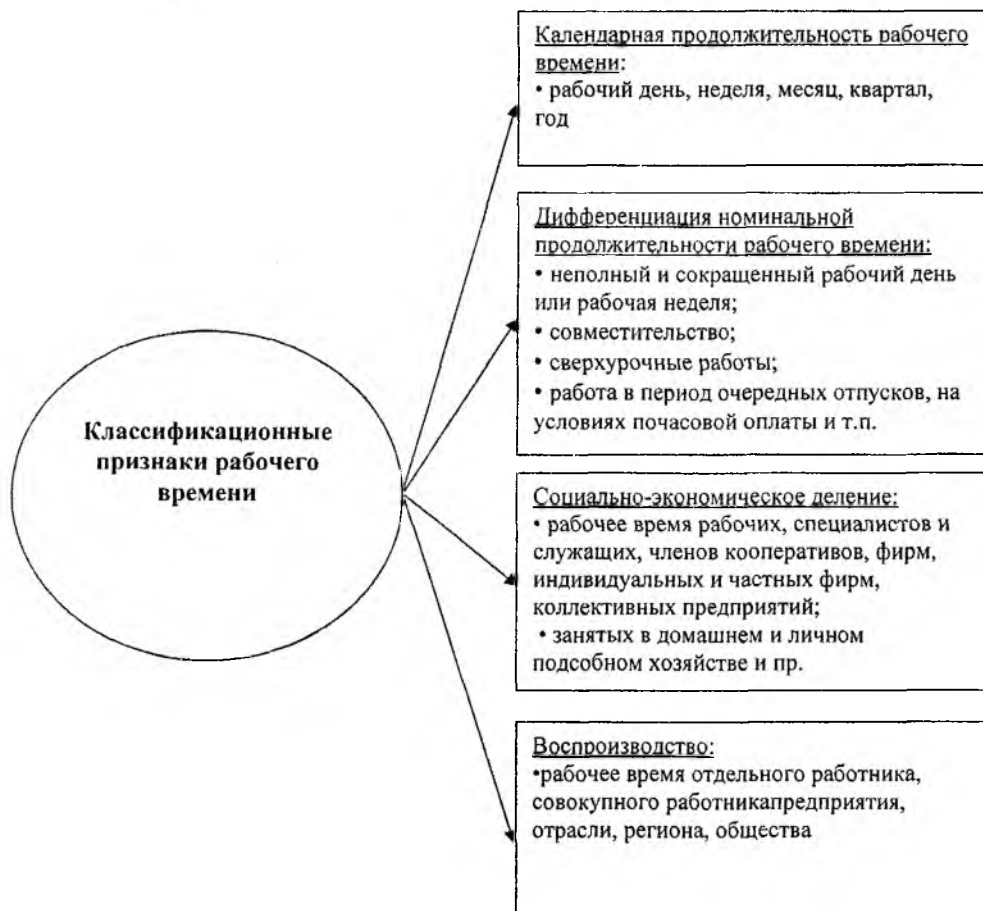 Календарная продолжительность рабочего
времени:
• рабочий день, неделя, месяц, квартал,
год
Дифференциация номинальной
продолжительности рабочего времени:
• неполный и сокращенный рабочий день
или рабочая неделя;
• совместительство;
• сверхурочные работы;
• работа в период очередных отпусков, на
условиях почасовой оплаты и т.п.
Классификационные
признаки рабочего
времени
Социально-экономическое деление:
• рабочее время рабочих, специалистов и
служащих, членов кооперативов, фирм,
индивидуальных и частных фирм,
коллективных предприятий;
• занятых в домашнем и личном
подсобном хозяйстве и пр.
Воспроизводство:
•рабочее время отдельного работника,
совокупного работникапредприятия,
отрасли, региона, общества